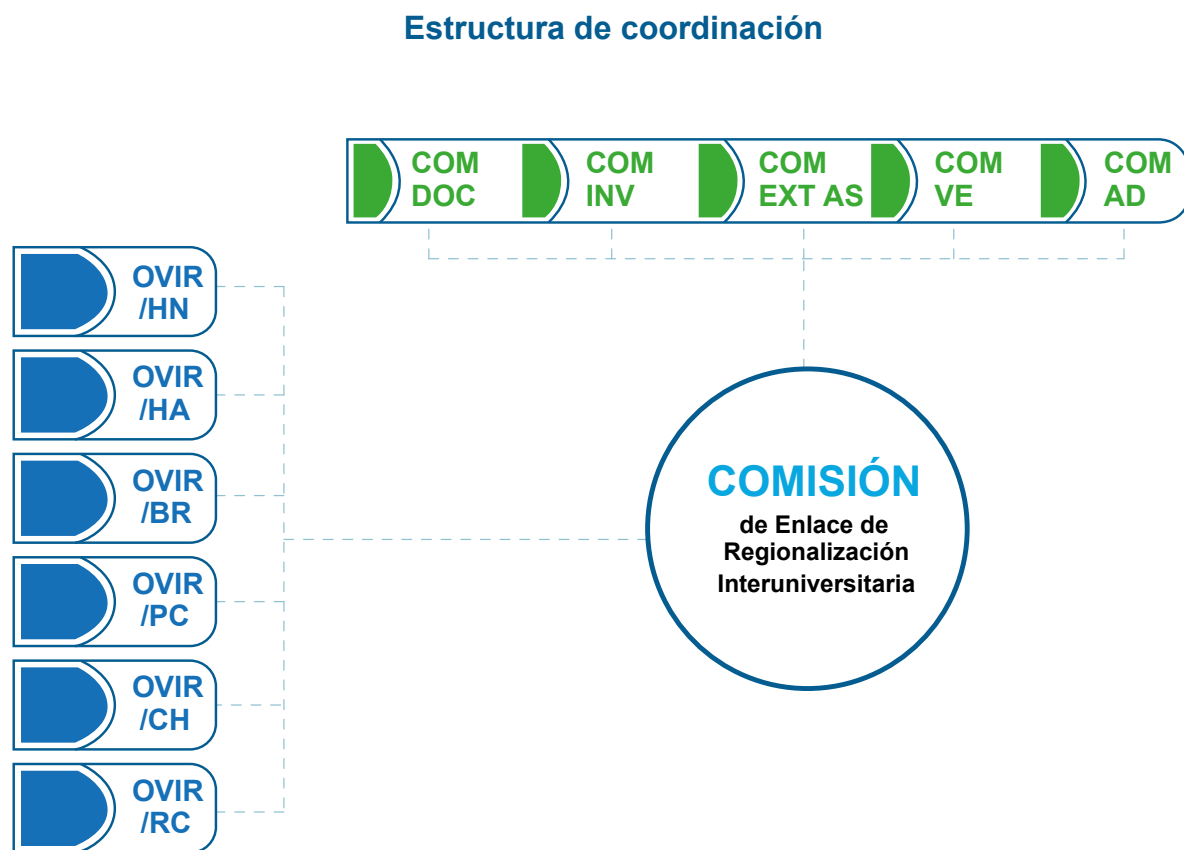 Estructura de coordinación
COM
DOC
COM
INV
COM
EXT AS
COM
VE
COM
AD
OVIR
/HN
OVIR
/HA
OVIR
/BR
OVIR
/PC
OVIR
/CH
OVIR
/RC
COMISIÓN
de Enlace de
Regionalización
Interuniversitaria